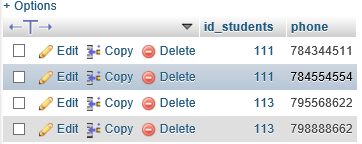 + Options
id_students phone
Edit Copy Delete 111 784344511
Edit Copy Delete 111 784554554
Edit Copy Delete 113 795568622
Edit Copy Delete 113 798888662